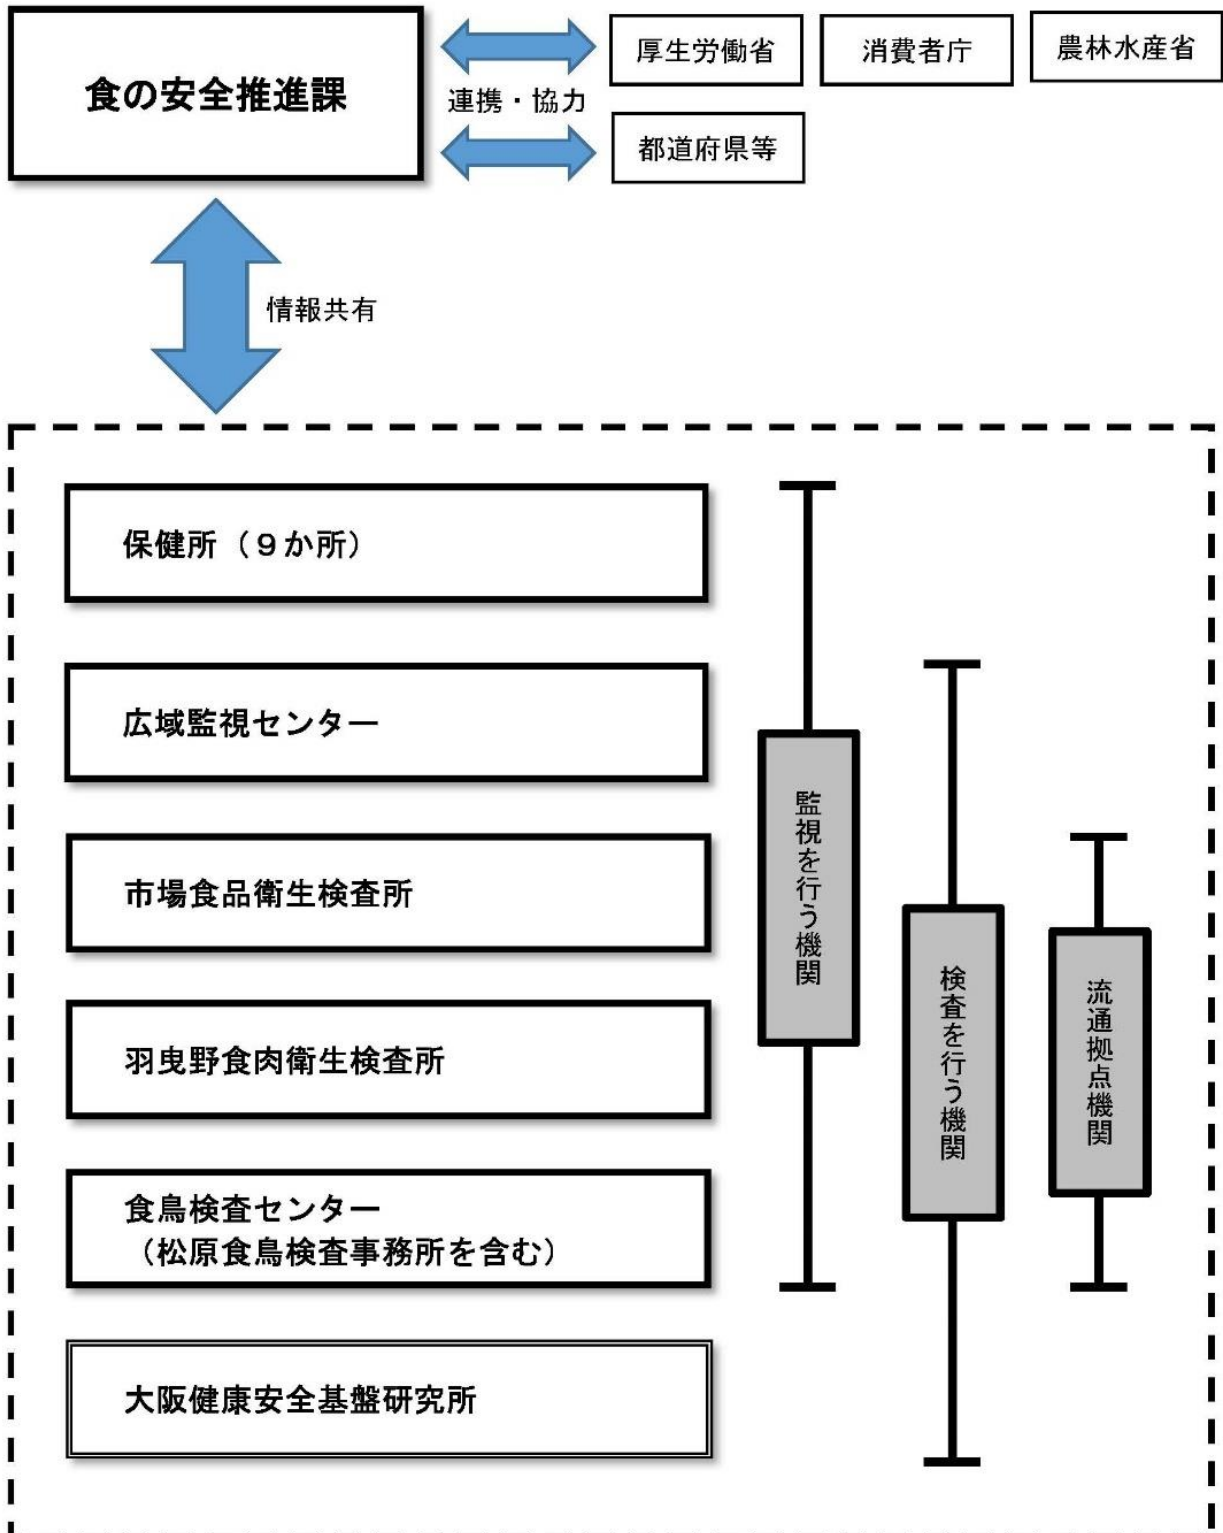 食の安全推進課
連携・協力
厚生労働省
消費者庁
農林水産省
都道府県等
情報共有
保健所（９か所）
広域監視センター
市場食品衛生検査所
羽曳野食肉衛生検査所
食鳥検査センター
（松原食鳥検査事務所を含む）
大阪健康安全基盤研究所
監視を行う機関
検査を行う機関
流通拠点機関